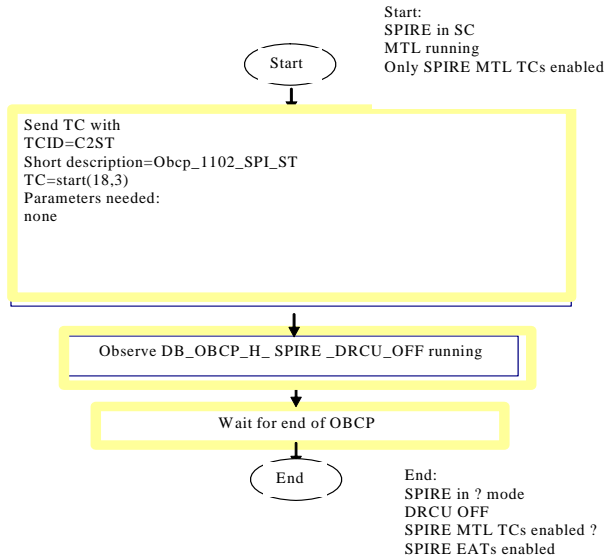 Start:
SPIRE in SC
MTL running
Only SPIRE MTL TCs enabled
Start
Send TC with
TCID=C2ST
Short description=Obcp_1102_SPI_ST
TC=start(18,3)
Parameters needed:
none
Observe DB_OBCP_H_ SPIRE _DRCU_OFF running
Wait for end of OBCP
End
End:
SPIRE in ? mode
DRCU OFF
SPIRE MTL TCs enabled ?
SPIRE EATs enabled